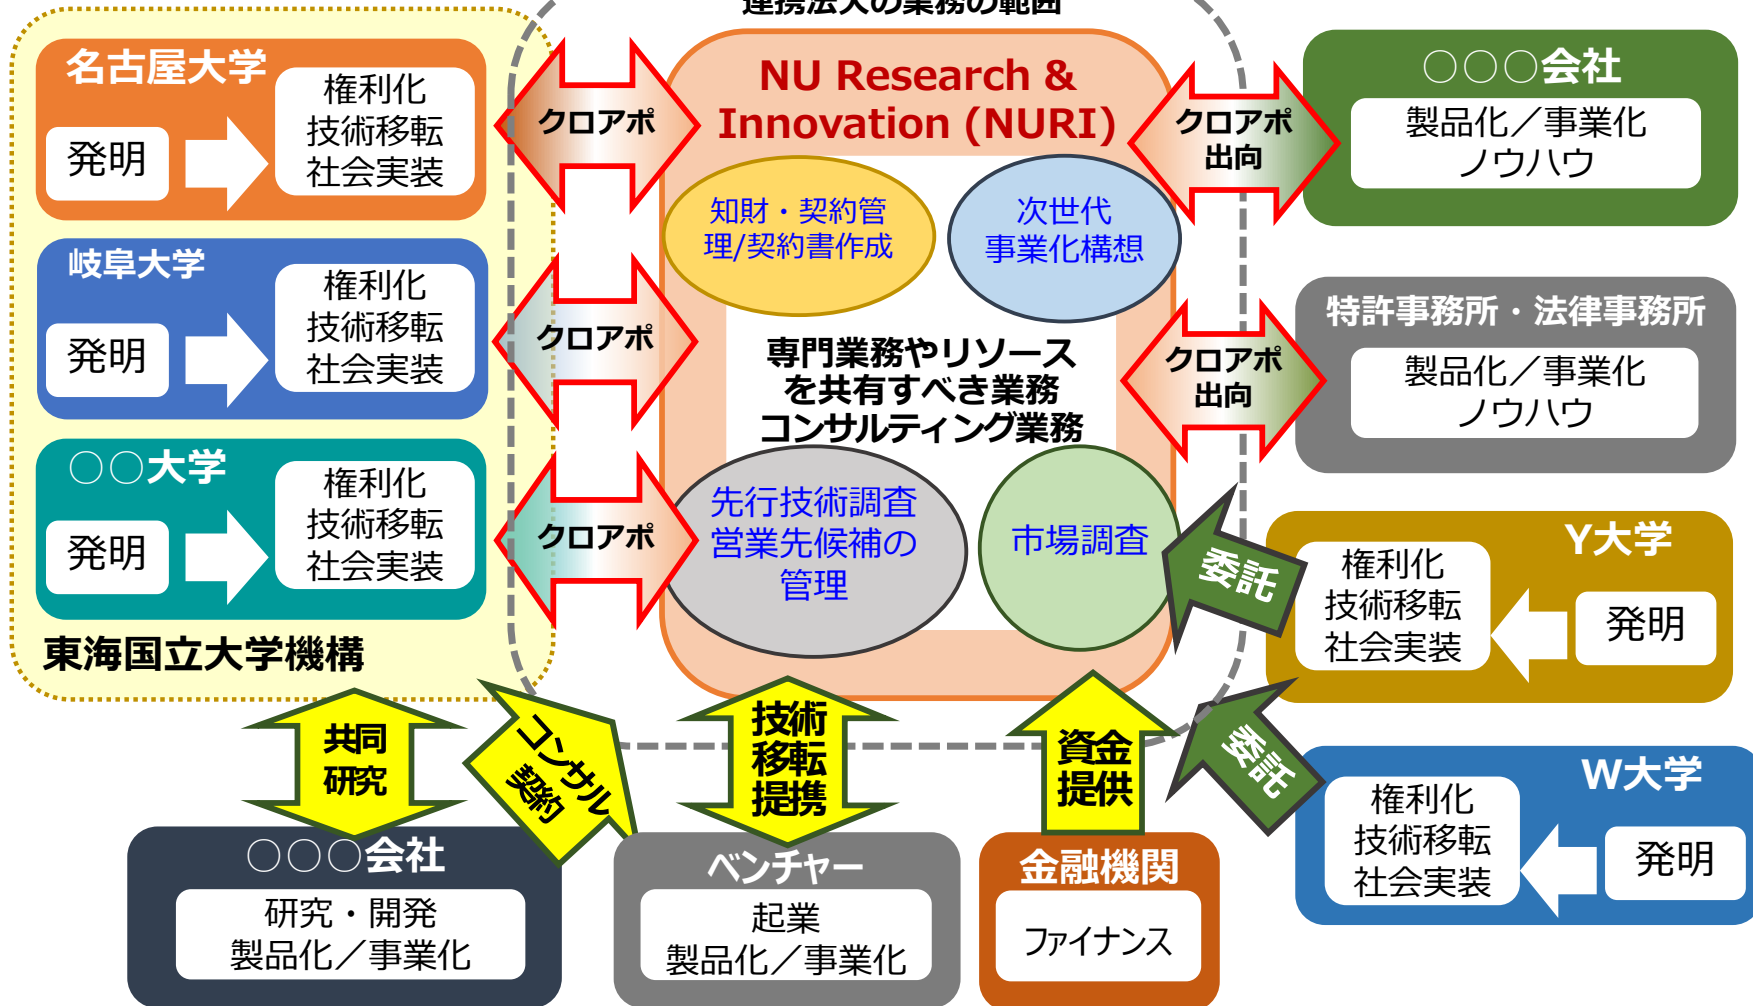 連携法人の業務の範囲
名古屋大学
発明
権利化
技術移転
社会実装
岐阜大学
発明
権利化
技術移転
社会実装
○○大学
発明
権利化
技術移転
社会実装
東海国立大学機構
クロアポ
クロアポ
クロアポ
NU Research &
Innovation (NURI)
知財・契約管
理/契約書作成
次世代
事業化構想
専門業務やリソース
を共有すべき業務
コンサルティング業務
先行技術調査
営業先候補の
管理
市場調査
クロアポ
出向
クロアポ
出向
○○○会社
製品化／事業化
ノウハウ
特許事務所・法律事務所
製品化／事業化
ノウハウ
委託
Y大学
権利化
技術移転
社会実装
発明
委託
W大学
権利化
技術移転
社会実装
発明
共同
研究
コンサル
契約
技術
移転
提携
資金
提供
○○○会社
研究・開発
製品化／事業化
ベンチャー
起業
製品化／事業化
金融機関
ファイナンス